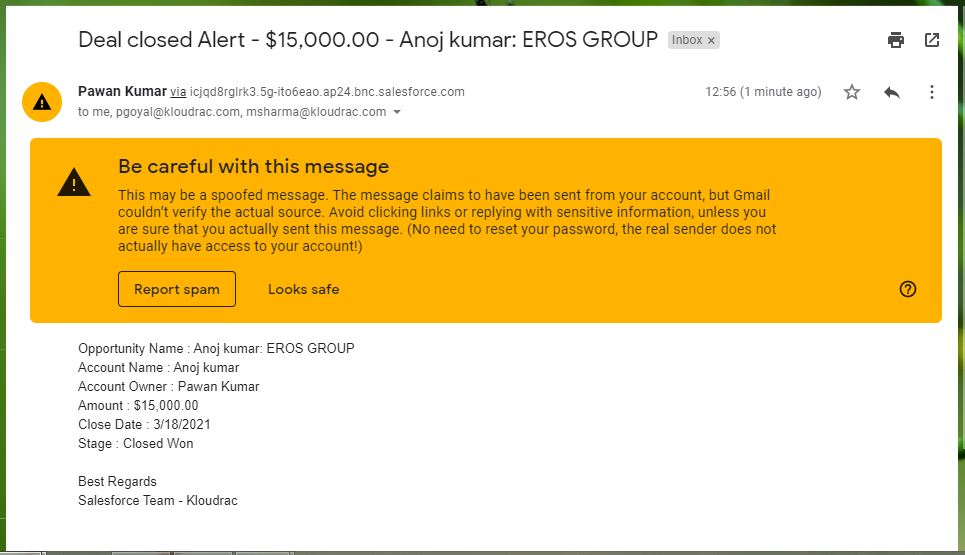 Deal closed Alert - $15,000.00 - Anoj kumar: EROS GROUP Inbox ×
Pawan Kumar via icjqd8rglrk3.5g-ito6eao.ap24.bnc.salesforce.com 12:56 (1 minute ago)
to me, pgoyal@kloudrac.com, msharma@kloudrac.com
Be careful with this message
This may be a spoofed message. The message claims to have been sent from your account, but Gmail
couldn't verify the actual source. Avoid clicking links or replying with sensitive information, unless you
are sure that you actually sent this message. (No need to reset your password, the real sender does not
actually have access to your account!)
Report spam Looks safe
Opportunity Name : Anoj kumar: EROS GROUP
Account Name : Anoj kumar
Account Owner : Pawan Kumar
Amount : $15,000.00
Close Date : 3/18/2021
Stage : Closed Won
Best Regards
Salesforce Team - Kloudrac